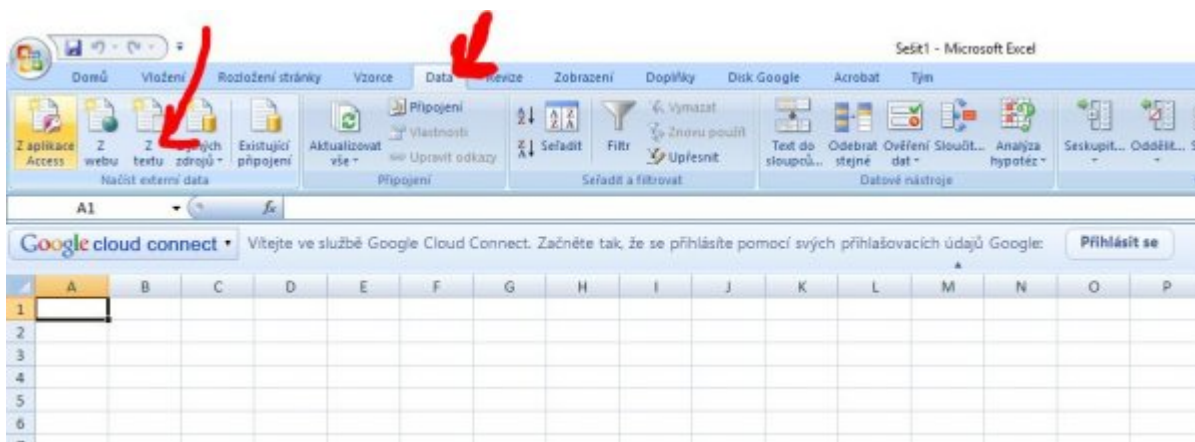 Sešit1 - Microsoft Excel
Domů Vložení Rozložení stránky Vzorce Data Revize Zobrazení Doplňky Disk Google Acrobat Tým
Z aplikace Access
Z webu
Z textu
zdrojů
Existující připojení
Načíst externí data
Aktualizovat vše
Připojení
Vlastnosti
Upravit odkazy
Připojení
Seřadit
Filtr
Vymazat
Znovu použít
Upřesnit
Seřadit a filtrovat
Text do sloupců...
Odebrat stejné
Ověření dat
Sloučit...
Analýza hypotéz
Datové nástroje
Seskupit...
Oddělit...
A1 fx
Google cloud connect Vítejte ve službě Google Cloud Connect. Začněte tak, že se přihlásíte pomocí svých přihlašovacích údajů Google: Přihlásit se
A B C D E F G H I J K L M N O P
1
2
3
4
5
6